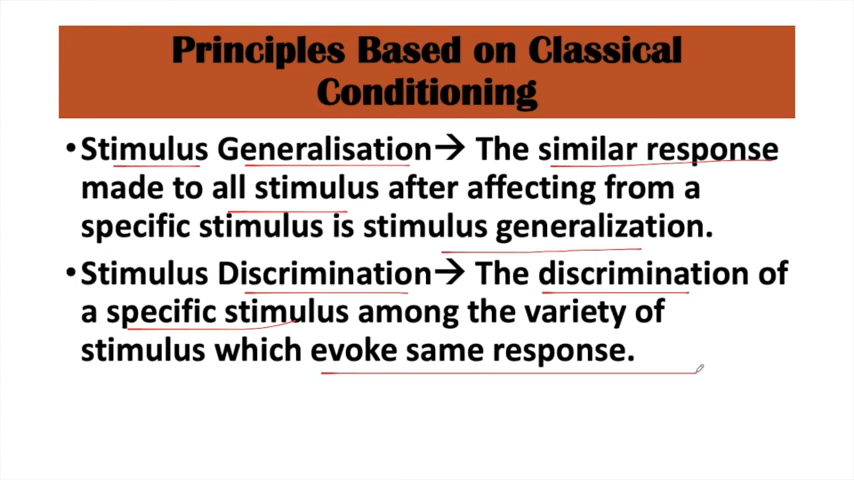 Principles Based on Classical
Conditioning
•Stimulus Generalisation→ The similar response
made to all stimulus after affecting from a
specific stimulus is stimulus generalization.
•Stimulus Discrimination→ The discrimination of
a specific stimulus among the variety of
stimulus which evoke same response.